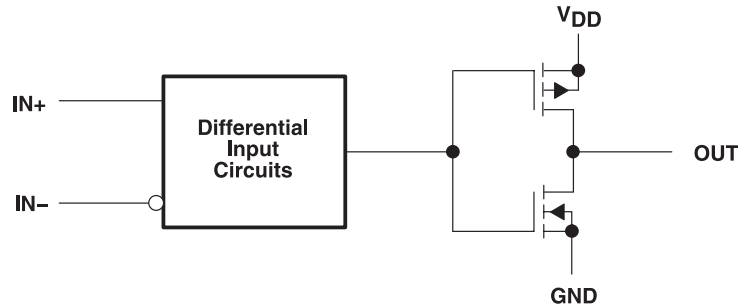 VDD
IN+
Differential
Input
Circuits
OUT
IN–
GND